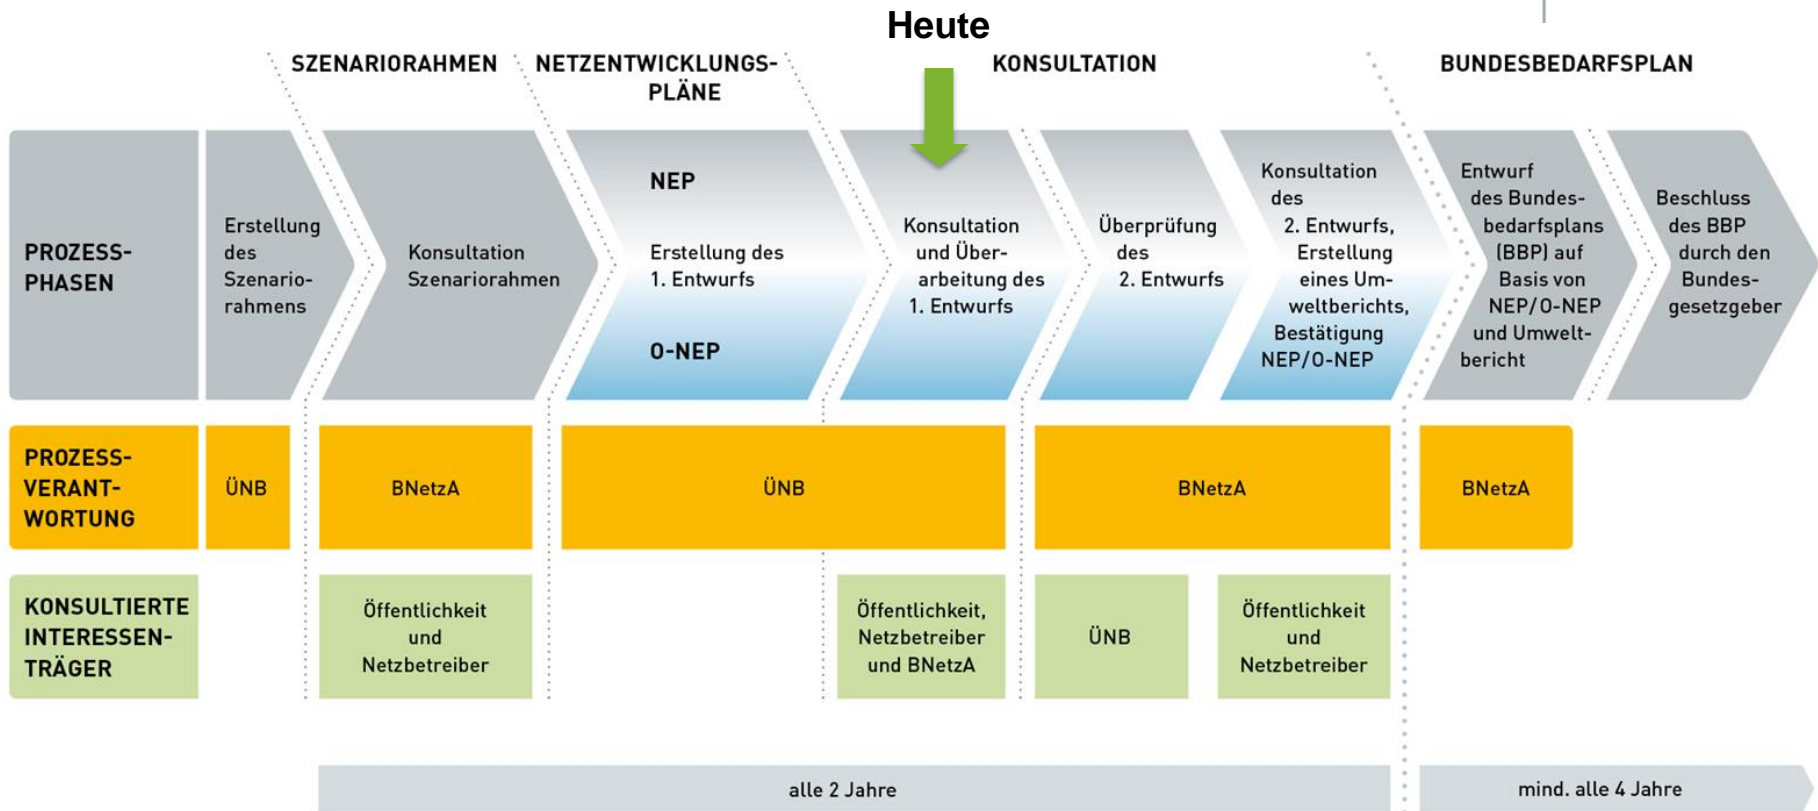 Heute
SZENARIORAHMEN
NETZENTWICKLUNGS-
PLÄNE
KONSULTATION
BUNDESBEDARFSPLAN
PROZESS-
PHASEN
Erstellung
des
Szenario-
rahmens
Konsultation
Szenariorahmen
NEP
Erstellung des
1. Entwurfs
O-NEP
Konsultation
und Über-
arbeitung des
1. Entwurfs
Überprüfung
des
2. Entwurfs
Konsultation
des
2. Entwurfs,
Erstellung
eines Um-
weltberichts,
Bestätigung
NEP/O-NEP
Entwurf
des Bundes-
bedarfsplans
(BBP) auf
Basis von
NEP/O-NEP
und Umwelt-
bericht
Beschluss
des BBP
durch den
Bundes-
gesetzgeber
PROZESS-
VERANT-
WORTUNG
ÜNB
BNetzA
ÜNB
BNetzA
BNetzA
KONSULTIERTE
INTERESSEN-
TRÄGER
Öffentlichkeit
und
Netzbetreiber
Öffentlichkeit,
Netzbetreiber
und BNetzA
ÜNB
Öffentlichkeit
und
Netzbetreiber
alle 2 Jahre
mind. alle 4 Jahre